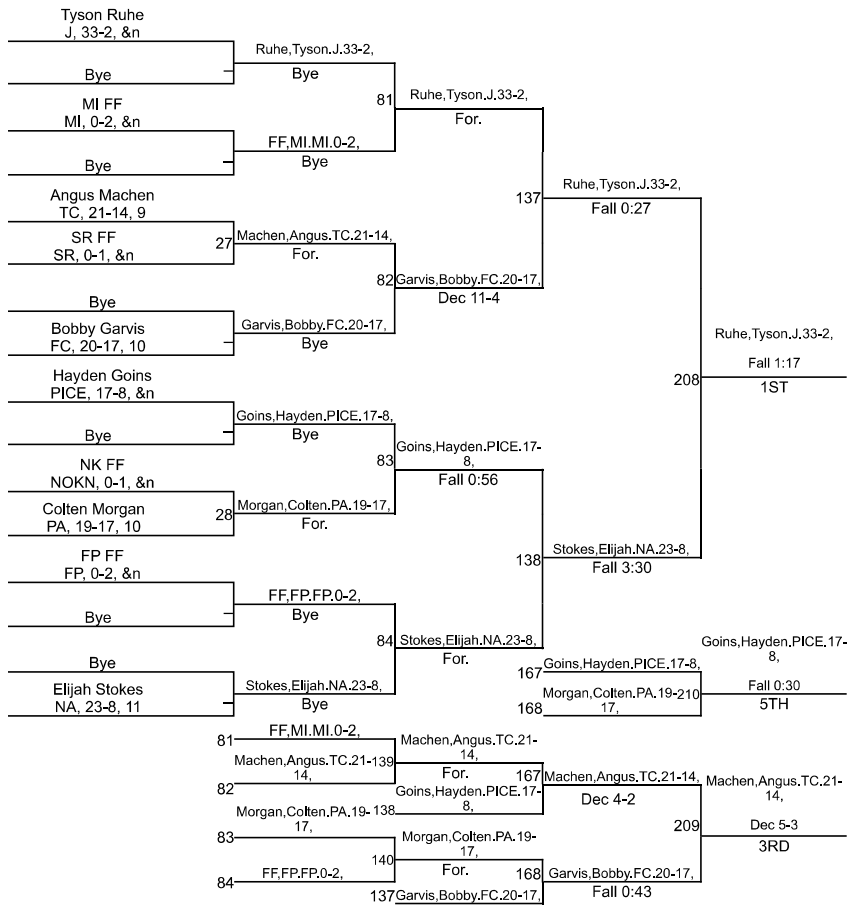 Tyson Ruhe
J, 33-2, &n
Bye
MI FF
MI, 0-2, &n
Bye
Angus Machen
TC, 21-14, 9
SR FF
SR, 0-1, &n
Bye
Bobby Garvis
FC, 20-17, 10
Hayden Goins
PICE, 17-8, &n
Bye
NK FF
NOKN, 0-1, &n
Colten Morgan
PA, 19-17, 10
FP FF
FP, 0-2, &n
Bye
Bye
Elijah Stokes
NA, 23-8, 11
Ruhe,Tyson.J.33-2,
Bye
FF,MI.MI.0-2,
Bye
27
Machen,Angus.TC.21-14,
For.
Garvis,Bobby.FC.20-17,
Bye
Goins,Hayden.PICE.17-8,
Bye
28
Morgan,Colten.PA.19-17,
For.
FF,FP.FP.0-2,
Bye
Stokes,Elijah.NA.23-8,
Bye
81
Ruhe,Tyson.J.33-2,
For.
82
Garvis,Bobby.FC.20-17,
Dec 11-4
83
Goins,Hayden.PICE.17-
8,
Fall 0:56
84
Stokes,Elijah.NA.23-8,
For.
137
Ruhe,Tyson.J.33-2,
Fall 0:27
138
Stokes,Elijah.NA.23-8,
Fall 3:30
208
Ruhe,Tyson.J.33-2,
Fall 1:17
1ST
167
Goins,Hayden.PICE.17-8,
168
Morgan,Colten.PA.19-
17,
210
Goins,Hayden.PICE.17-
8,
Fall 0:30
5TH
81
FF,MI.MI.0-2,
82
Machen,Angus.TC.21-
14,
139
Machen,Angus.TC.21-
14,
For.
138
Goins,Hayden.PICE.17-
8,
167
Machen,Angus.TC.21-14,
Dec 4-2
83
Morgan,Colten.PA.19-
17,
84
FF,FP.FP.0-2,
140
Morgan,Colten.PA.19-
17,
For.
137
Garvis,Bobby.FC.20-17,
168
Garvis,Bobby.FC.20-17,
Fall 0:43
209
Machen,Angus.TC.21-
14,
Dec 5-3
3RD